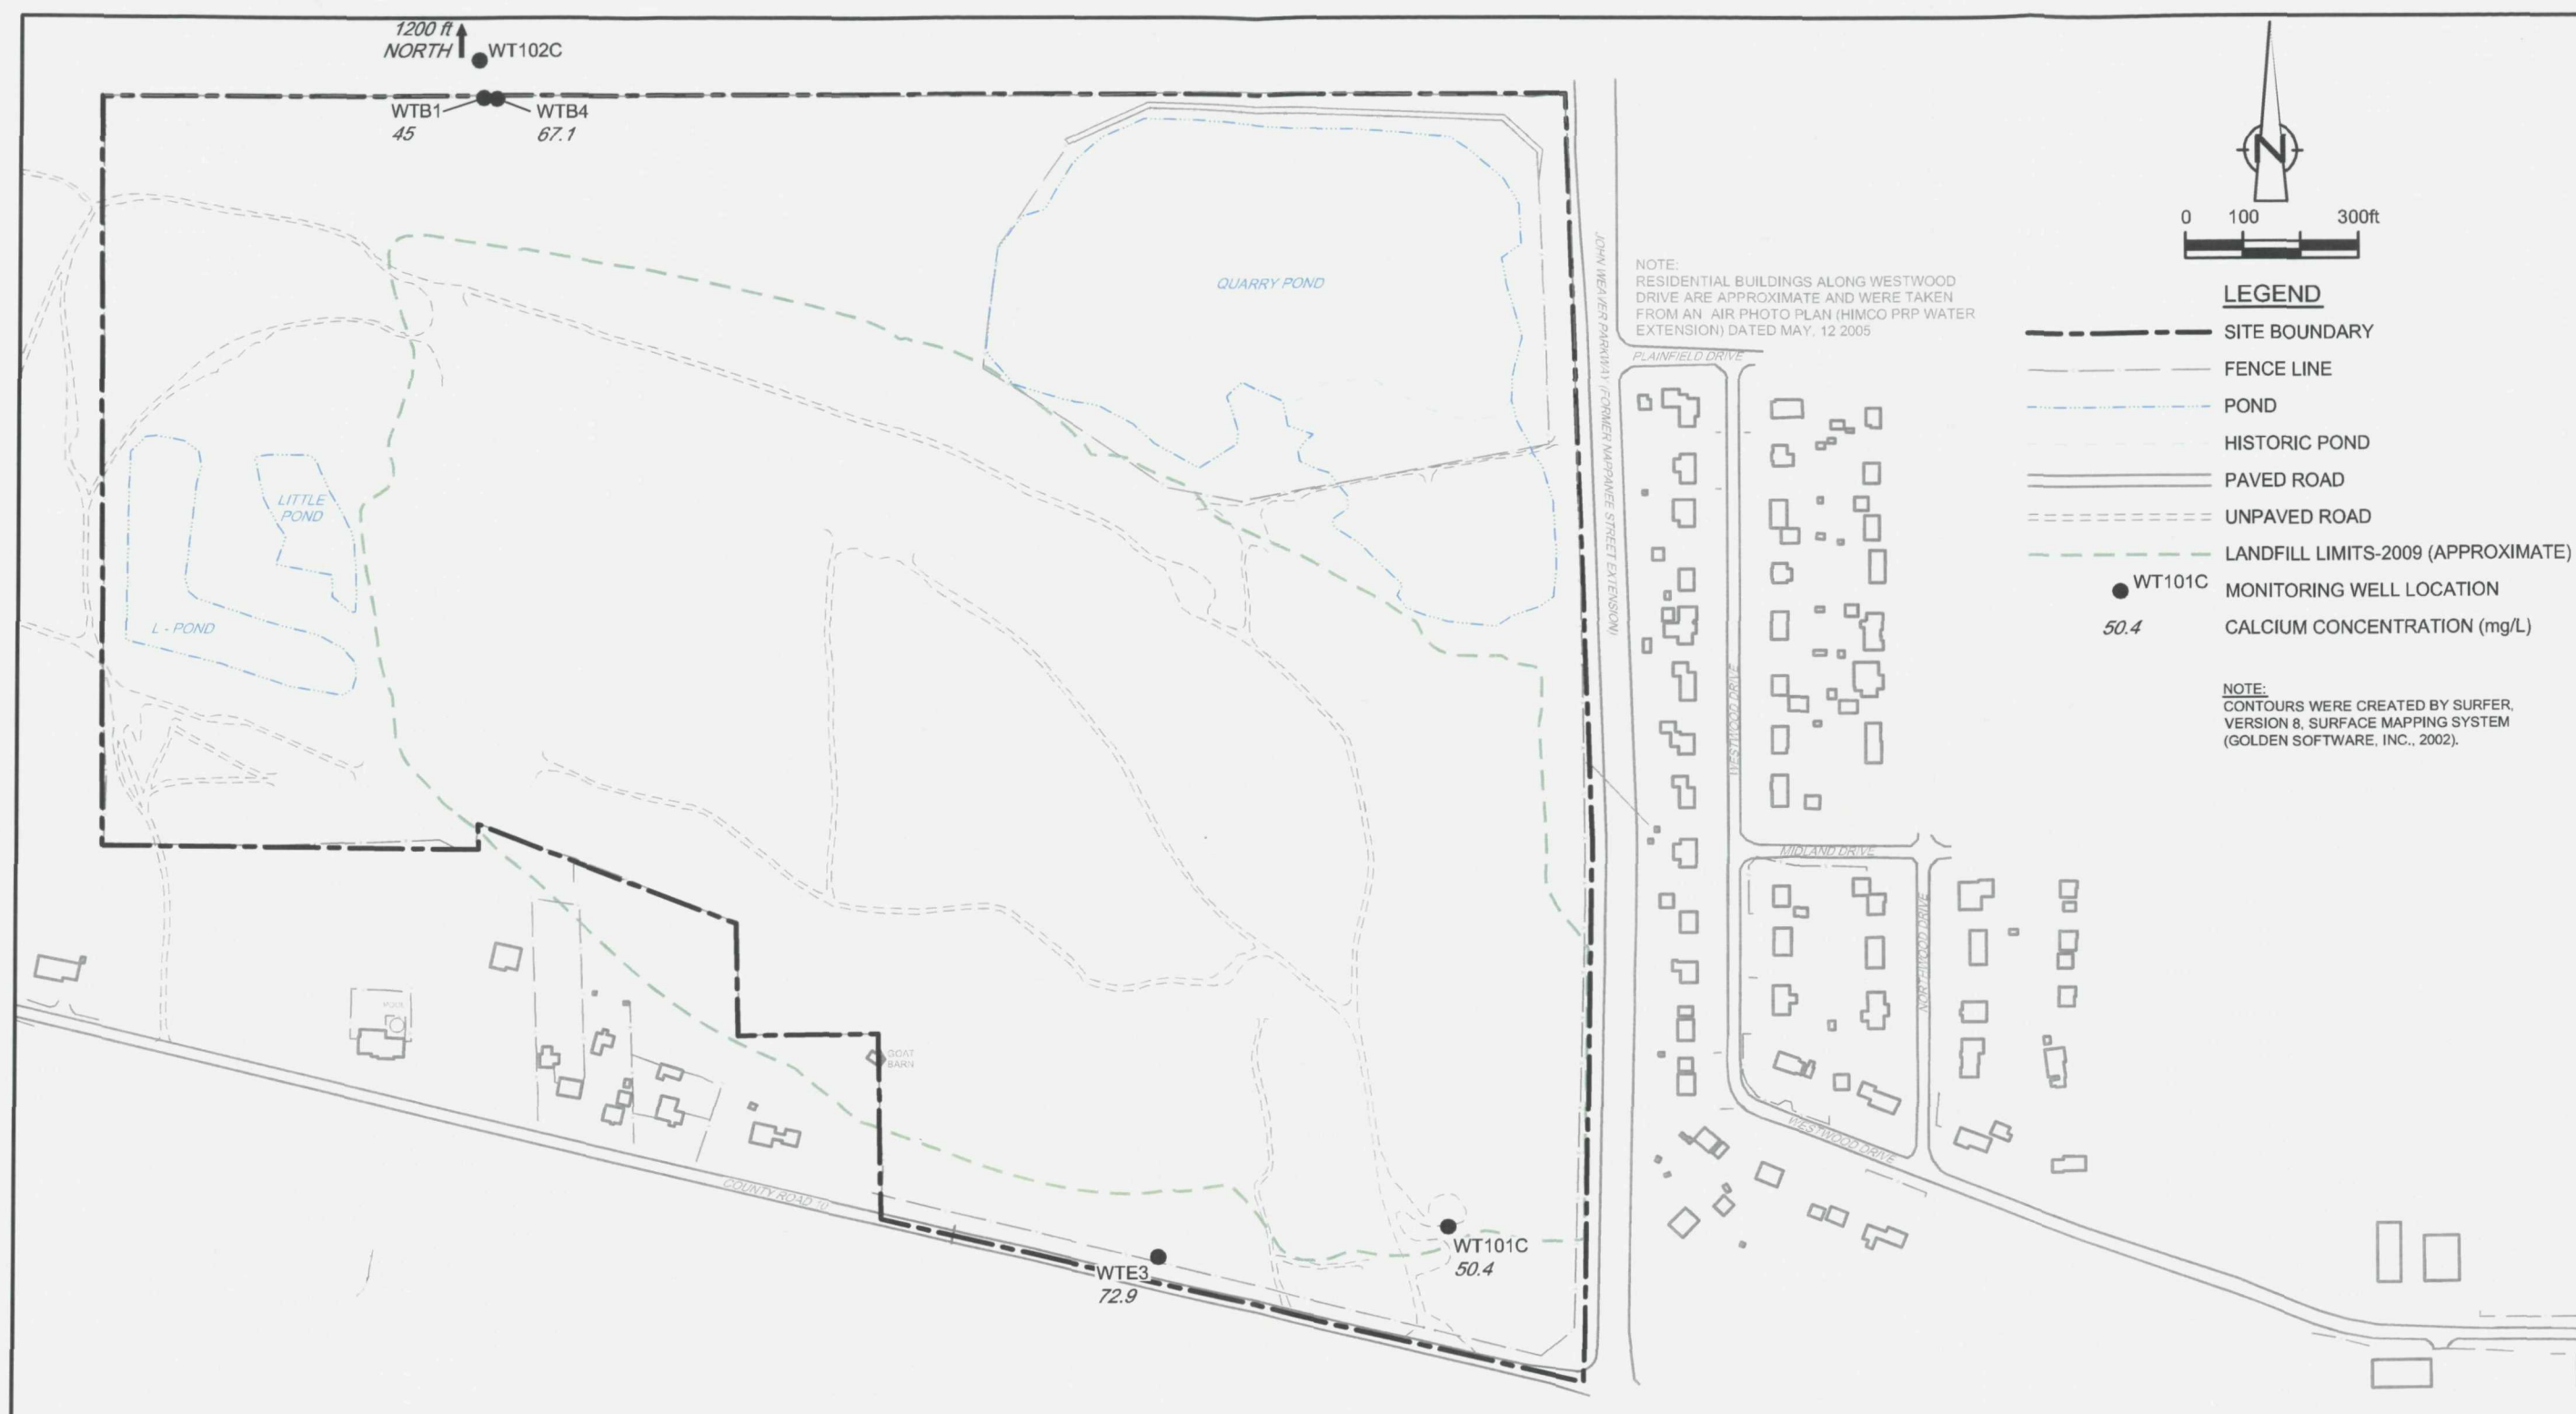 1200 ft
NORTH
WT102C
WTB1
45
WTB4
67.1
N
0 100 300ft
QUARRY POND
JOHN WEAVER PARKWAY (FORMER NAPPANEE STREET EXTENSION)
NOTE:
RESIDENTIAL BUILDINGS ALONG WESTWOOD
DRIVE ARE APPROXIMATE AND WERE TAKEN
FROM AN AIR PHOTO PLAN (HIMCO PRP WATER
EXTENSION) DATED MAY. 12 2005
PLAINFIELD DRIVE
LEGEND
SITE BOUNDARY
FENCE LINE
POND
HISTORIC POND
PAVED ROAD
UNPAVED ROAD
LANDFILL LIMITS-2009 (APPROXIMATE)
WT101C MONITORING WELL LOCATION
50.4 CALCIUM CONCENTRATION (mg/L)
NOTE:
CONTOURS WERE CREATED BY SURFER,
VERSION 8, SURFACE MAPPING SYSTEM
(GOLDEN SOFTWARE, INC., 2002).
LITTLE
POND
L - POND
WESTWOOD DRIVE
MIDLAND DRIVE
NORTHWOOD DRIVE
POOL
GOAT
BARN
WESTWOOD DRIVE
COUNTY ROAD 10
WTE3
72.9
WT101C
50.4